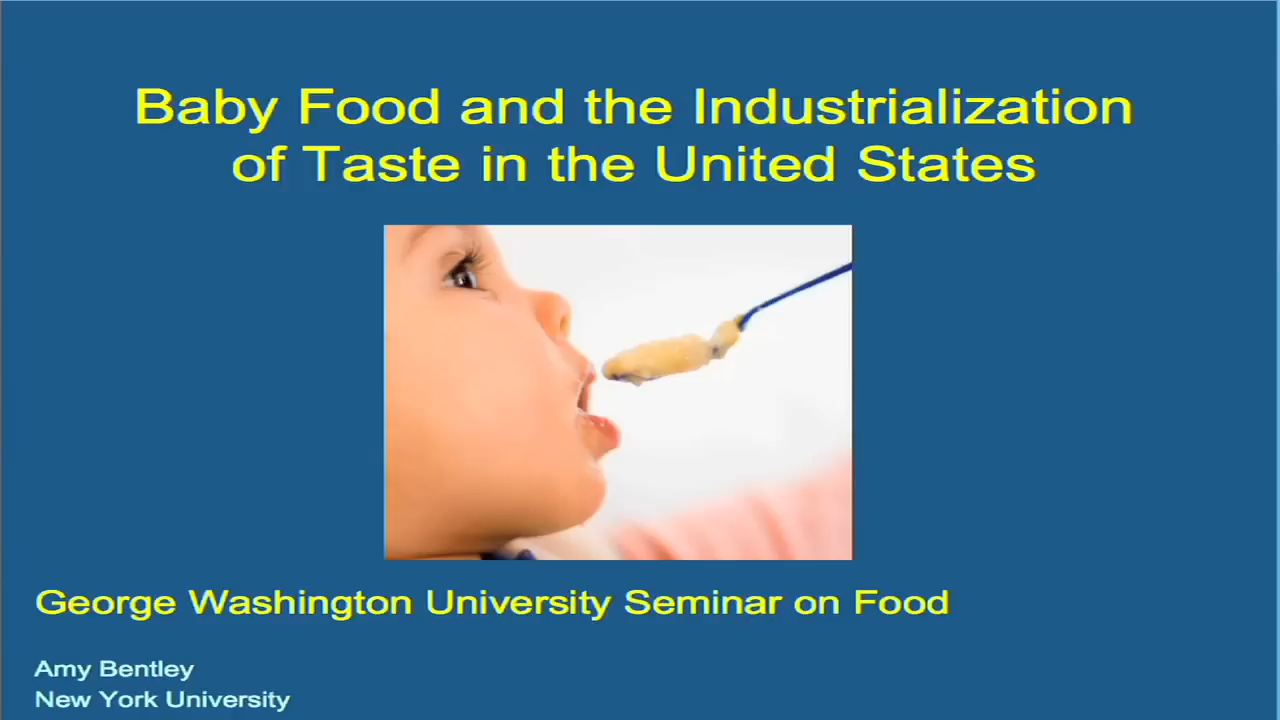 Baby Food and the Industrialization
of Taste in the United States
George Washington University Seminar on Food
Amy Bentley
New York University